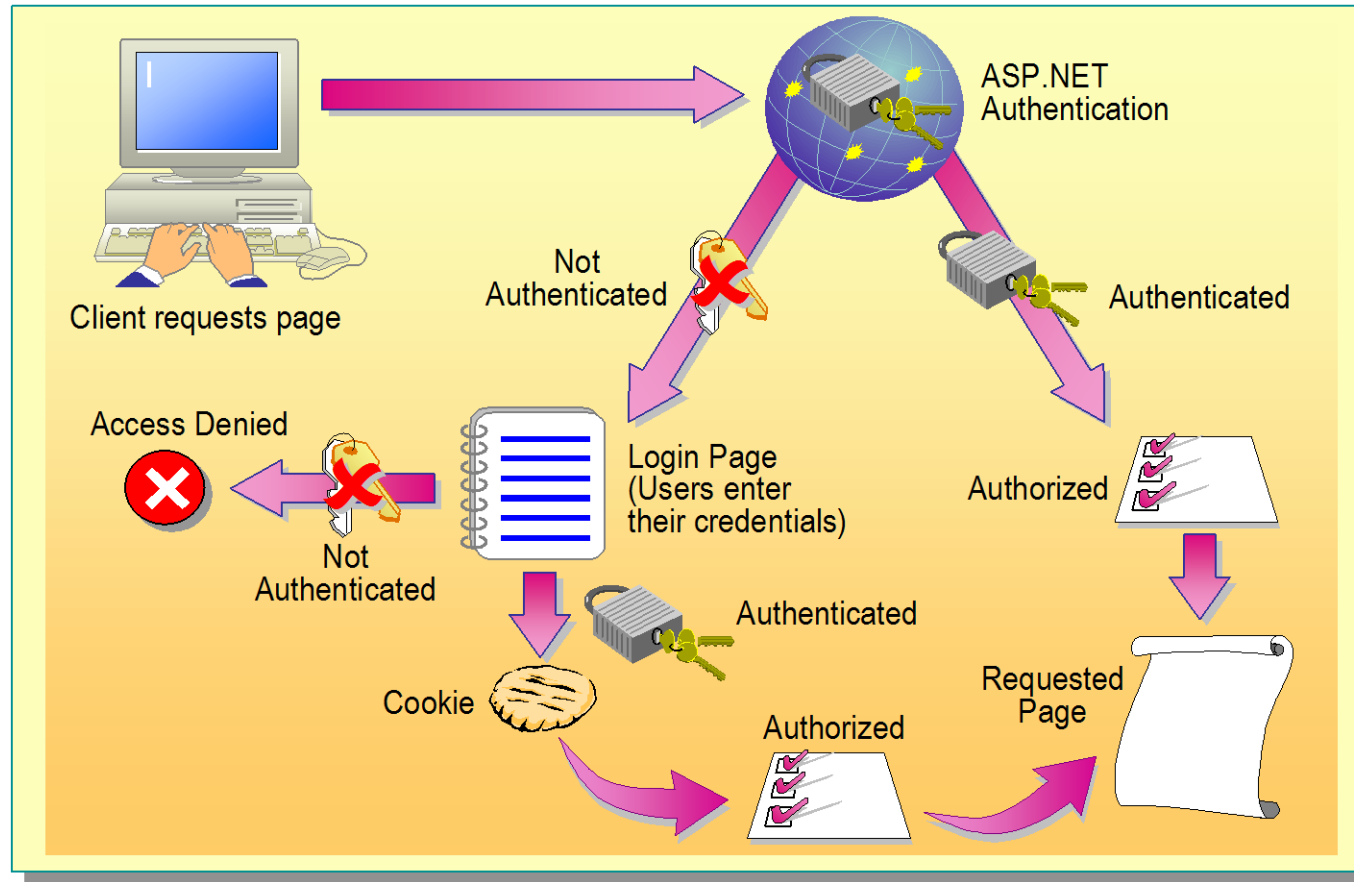 ASP.NET
Authentication
Client requests page
Not
Authenticated
Authenticated
Access Denied
Not
Authenticated
Login Page
(Users enter
their credentials)
Authorized
Authenticated
Cookie
Authorized
Requested
Page